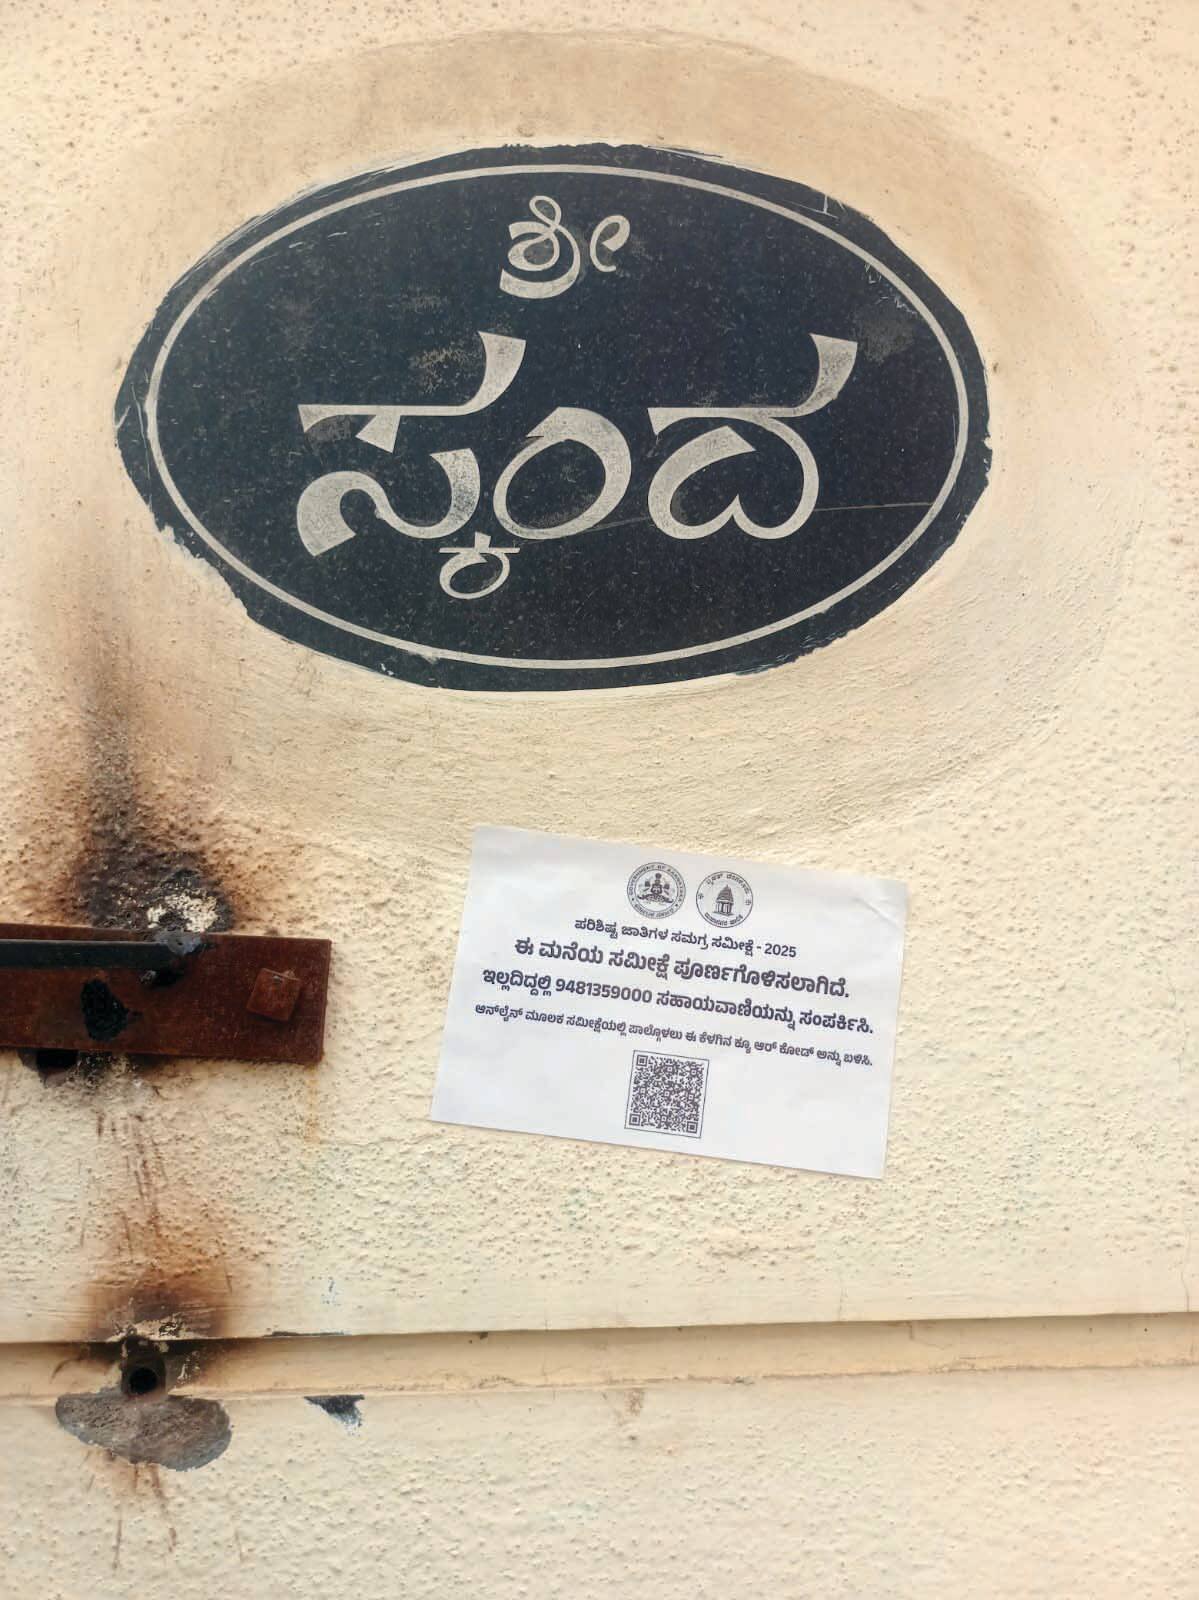 ಶ್ರೀ
ಸ್ಕಂದ
ಪರಿಶಿಷ್ಟ ಜಾತಿಗಳ ಸಮಗ್ರ ಸಮೀಕ್ಷೆ - 2025
ಈ ಮನೆಯ ಸಮೀಕ್ಷೆ ಪೂರ್ಣಗೊಳಿಸಲಾಗಿದೆ.
ಇಲ್ಲದಿದ್ದಲ್ಲಿ 9481359000 ಸಹಾಯವಾಣಿಯನ್ನು ಸಂಪರ್ಕಿಸಿ.
ಆನ್‌ಲೈನ್ ಮೂಲಕ ಸಮೀಕ್ಷೆಯಲ್ಲಿ ಪಾಲ್ಗೊಳಲು ಈ ಕೆಳಗಿನ ಕ್ಯೂ ಆರ್ ಕೋಡ್ ಅನ್ನು ಬಳಸಿ.